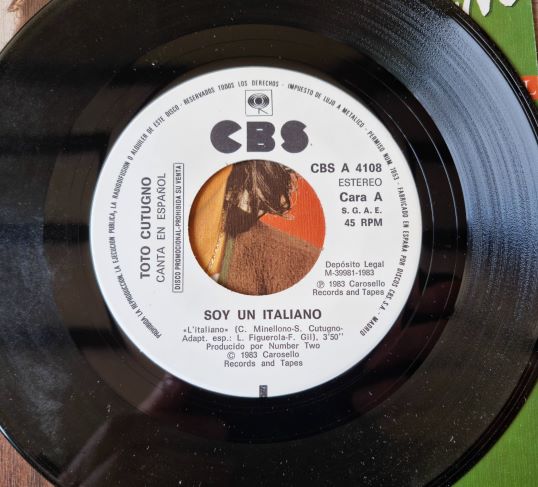 PROHIBIDA LA REPRODUCCION, LA EJECUCION PUBLICA, LA RADIODIFUSION O ALQUILER DE ESTE DISCO - RESERVADOS TODOS LOS DERECHOS - IMPUESTO DE LUJO A METALICO - PERMISO NUM 7053 - FABRICADO EN ESPAÑA POR DISCOS CBS, S.A. - MADRID
CBS
TOTO CUTUGNO
CANTA EN ESPAÑOL
DISCO PROMOCIONAL-PROHIBIDA SU VENTA
CBS A 4108
ESTEREO
Cara A
S. G. A. E.
45 RPM
Depósito Legal
M-39981-1983
Ⓟ 1983 Carosello
Records and Tapes
SOY UN ITALIANO
«L'italiano» (C. Minellono-S. Cutugno-
Adapt. esp.: L. Figuerola-F. Gil), 3'50"
Producido por Number Two
© 1983 Carosello
Records and Tapes